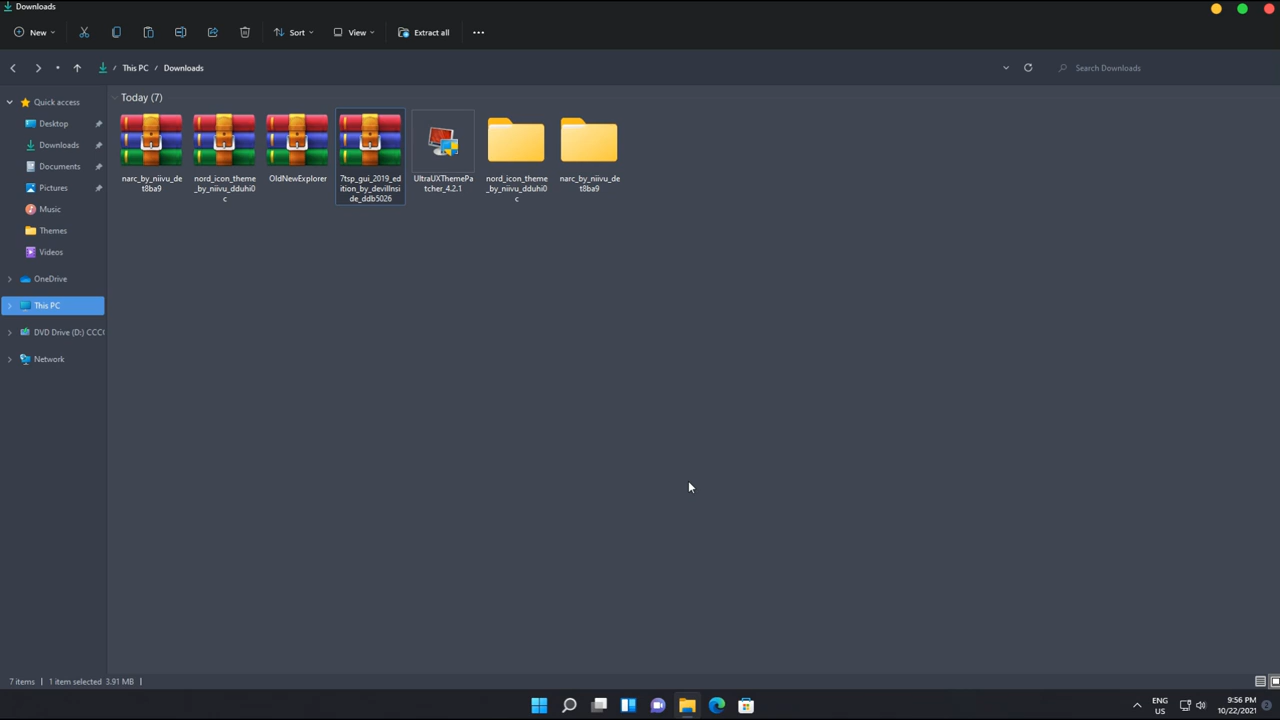 Downloads
New
Sort
View
Extract all
This PC
Downloads
Search Downloads
Quick access
Desktop
Downloads
Documents
Pictures
Music
Themes
Videos
OneDrive
This PC
DVD Drive (D:) CCC
Network
Today (7)
narc_by_niivu_de
t8ba9
nord_icon_theme
_by_niivu_dduhi0
c
OldNewExplorer
7tsp_gui_2019_ed
ition_by_devillnsi
de_ddb5026
UltraUXThemePa
tcher_4.2.1
nord_icon_theme
_by_niivu_dduhi0
c
narc_by_niivu_de
t8ba9
7 items
1 item selected 3.91 MB
ENG
US
9:56 PM
10/22/2021
2